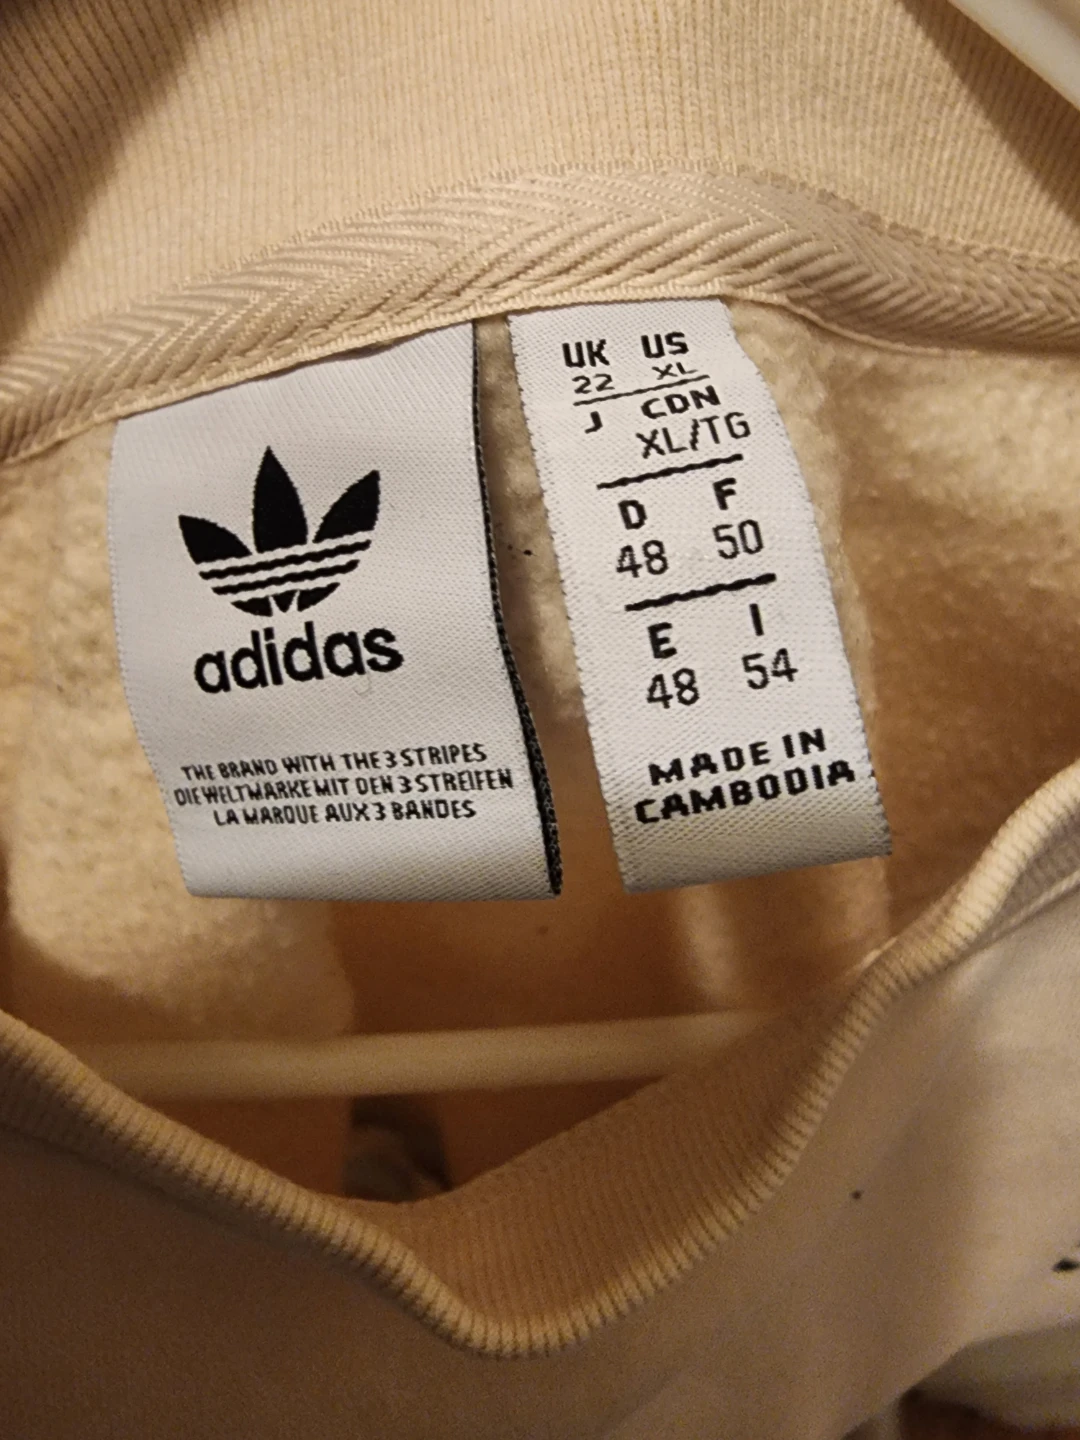 adidas
THE BRAND WITH THE 3 STRIPES
DIE WELTMARKE MIT DEN 3 STREIFEN
LA MARQUE AUX 3 BANDES
UK US
22 XL
J CDN
XL/TG
D F
48 50
E I
48 54
MADE IN
CAMBODIA